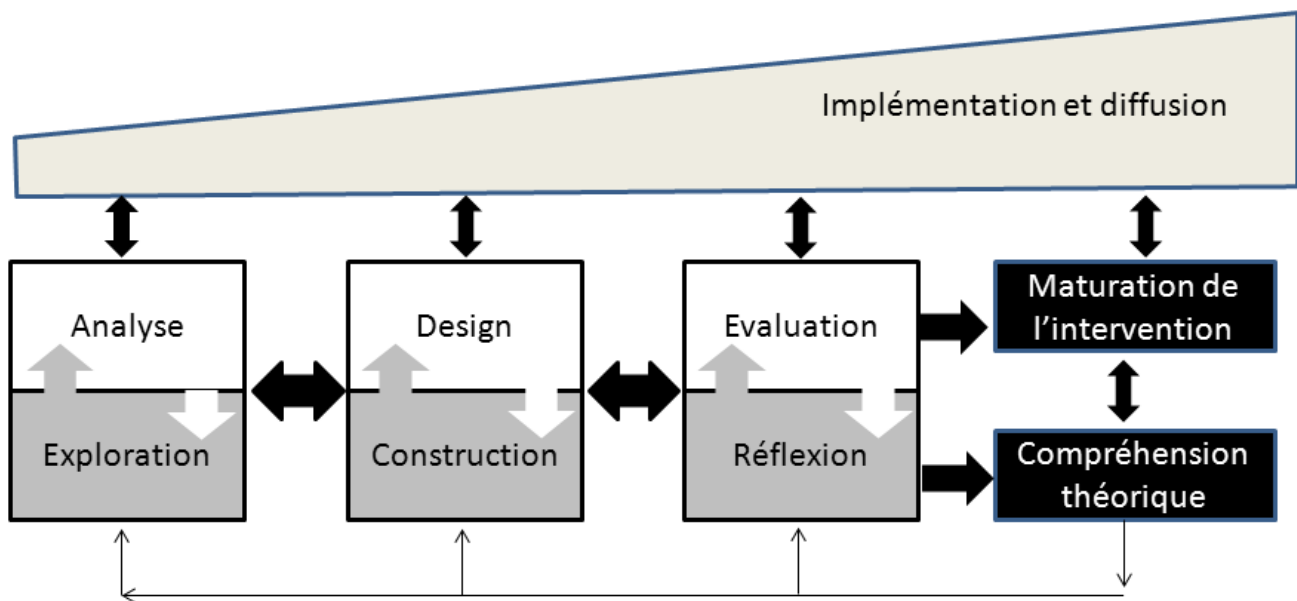 Implémentation et diffusion
Analyse
Design
Evaluation
Maturation de
l’intervention
Exploration
Construction
Réflexion
Compréhension
théorique